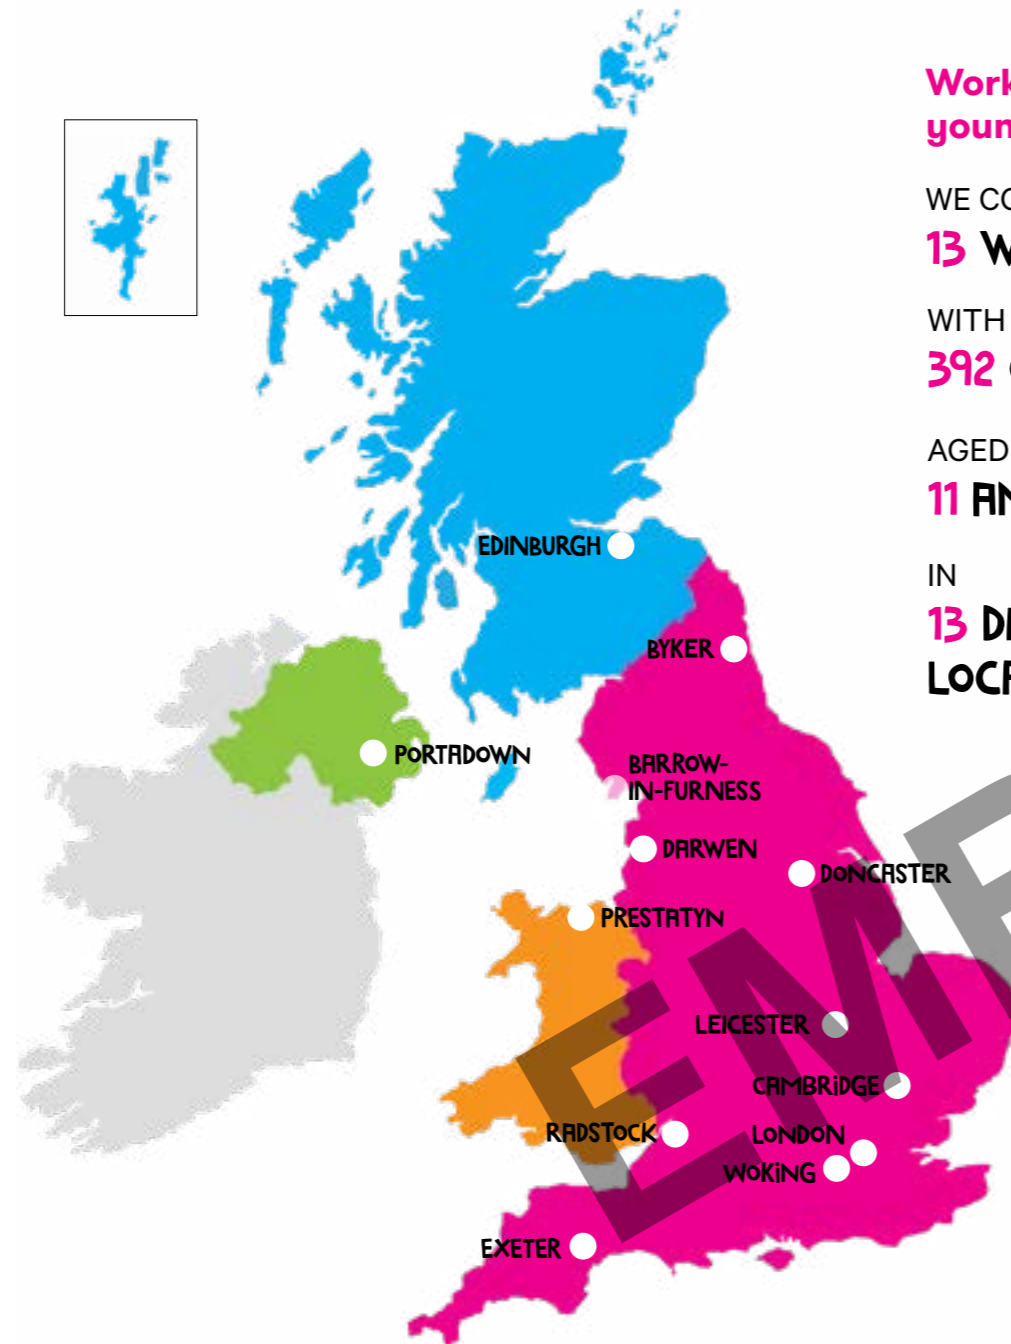 Work
youn
WE CO
13 W
WITH
392
AGED
11 AN
IN
13 DI
LOCA
EDINBURGH
BYKER
PORTADOWN
BARROW-
IN-FURNESS
DARWEN
DONCASTER
PRESTATYN
LEICESTER
CAMBRiDGE
RADSTOCK
LONDON
WOKiNG
EXETER
EM